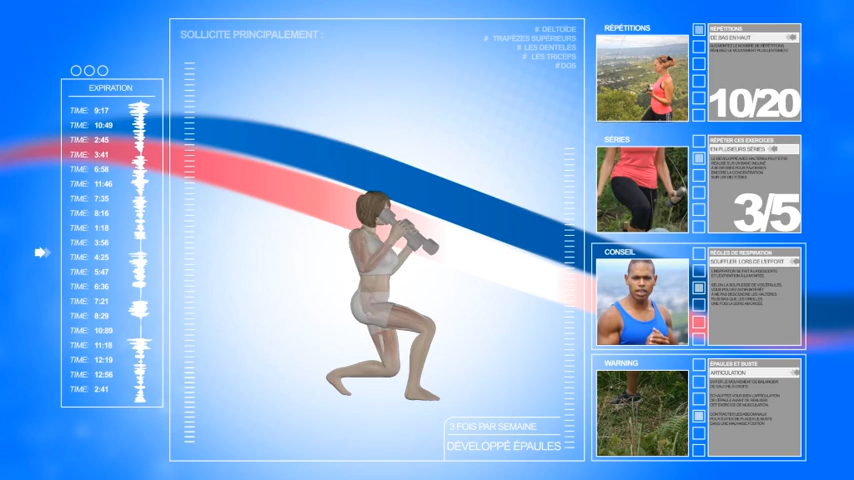 SOLLICITE PRINCIPALEMENT :
# DELTOÏDE
# TRAPÈZES SUPÉRIEURS
# LES DENTELÉS
# LES TRICEPS
# DOS
EXPIRATION
TIME: 9:17
TIME: 10:49
TIME: 2:45
TIME: 3:41
TIME: 6:58
TIME: 11:46
TIME: 7:35
TIME: 8:16
TIME: 1:18
TIME: 3:56
TIME: 4:25
TIME: 5:47
TIME: 6:36
TIME: 7:21
TIME: 8:29
TIME: 10:89
TIME: 11:18
TIME: 12:19
TIME: 12:56
TIME: 2:41
3 FOIS PAR SEMAINE
DÉVELOPPÉ ÉPAULES
RÉPÉTITIONS
RÉPÉTITIONS
DE BAS EN HAUT
10/20
SÉRIES
RÉPÉTER CES EXERCICES
EN PLUSIEURS SÉRIES
3/5
CONSEIL
RÈGLES DE RESPIRATION
SOUFFLER LORS DE L'EFFORT
WARNING
ÉPAULES ET BUSTE
ARTICULATION